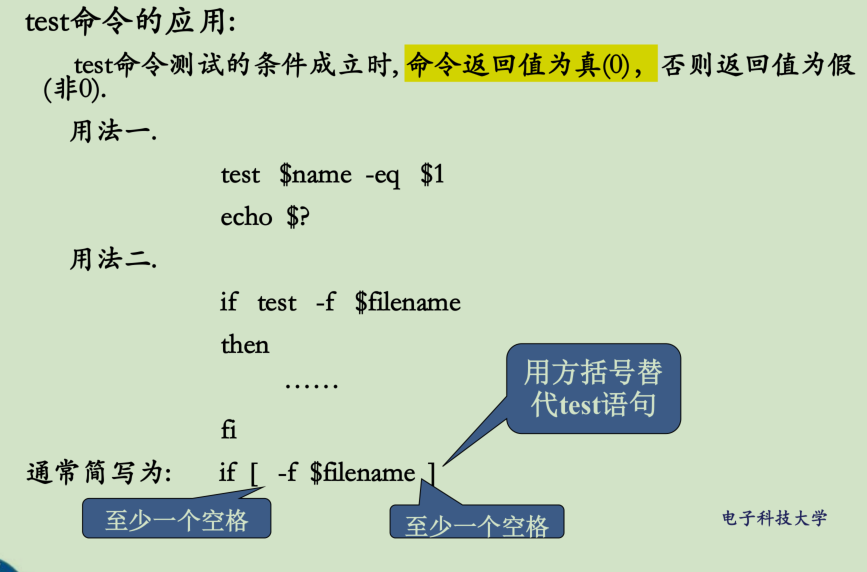 test命令的应用:
test命令测试的条件成立时, 命令返回值为真(0)，否则返回值为假
(非0).
用法一.
test $name -eq $1
echo $?
用法二.
if test -f $filename
then
……
fi
用方括号替
代test语句
通常简写为: if [ -f $filename ]
至少一个空格
至少一个空格
电子科技大学